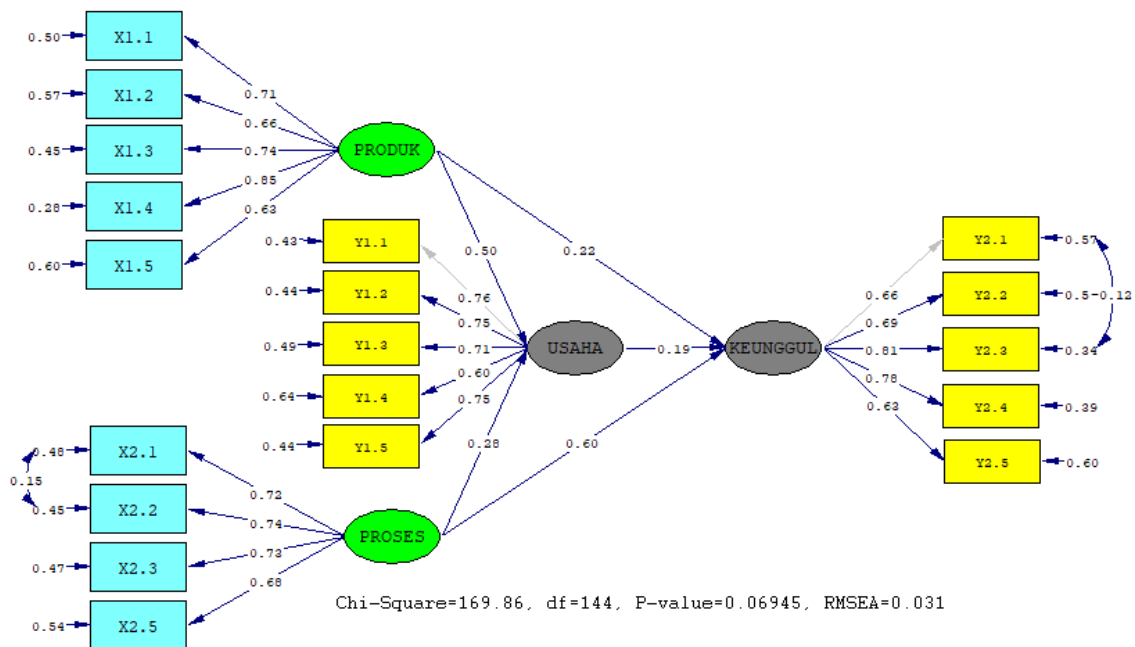 0.50
X1.1
0.57
X1.2
0.45
X1.3
0.28
X1.4
0.60
X1.5
0.71
0.66
0.74
0.85
0.63
PRODUK
0.43
Y1.1
0.44
Y1.2
0.49
Y1.3
0.64
Y1.4
0.44
Y1.5
0.76
0.75
0.71
0.60
0.75
0.50
0.22
USAHA
0.19
KEUNGGUL
0.28
0.60
0.66
0.69
0.81
0.78
0.63
Y2.1
0.57
Y2.2
0.5-0.12
Y2.3
0.34
Y2.4
0.39
Y2.5
0.60
0.48
X2.1
0.15
0.45
X2.2
0.47
X2.3
0.54
X2.5
0.72
0.74
0.73
0.68
PROSES
Chi-Square=169.86, df=144, P-value=0.06945, RMSEA=0.031